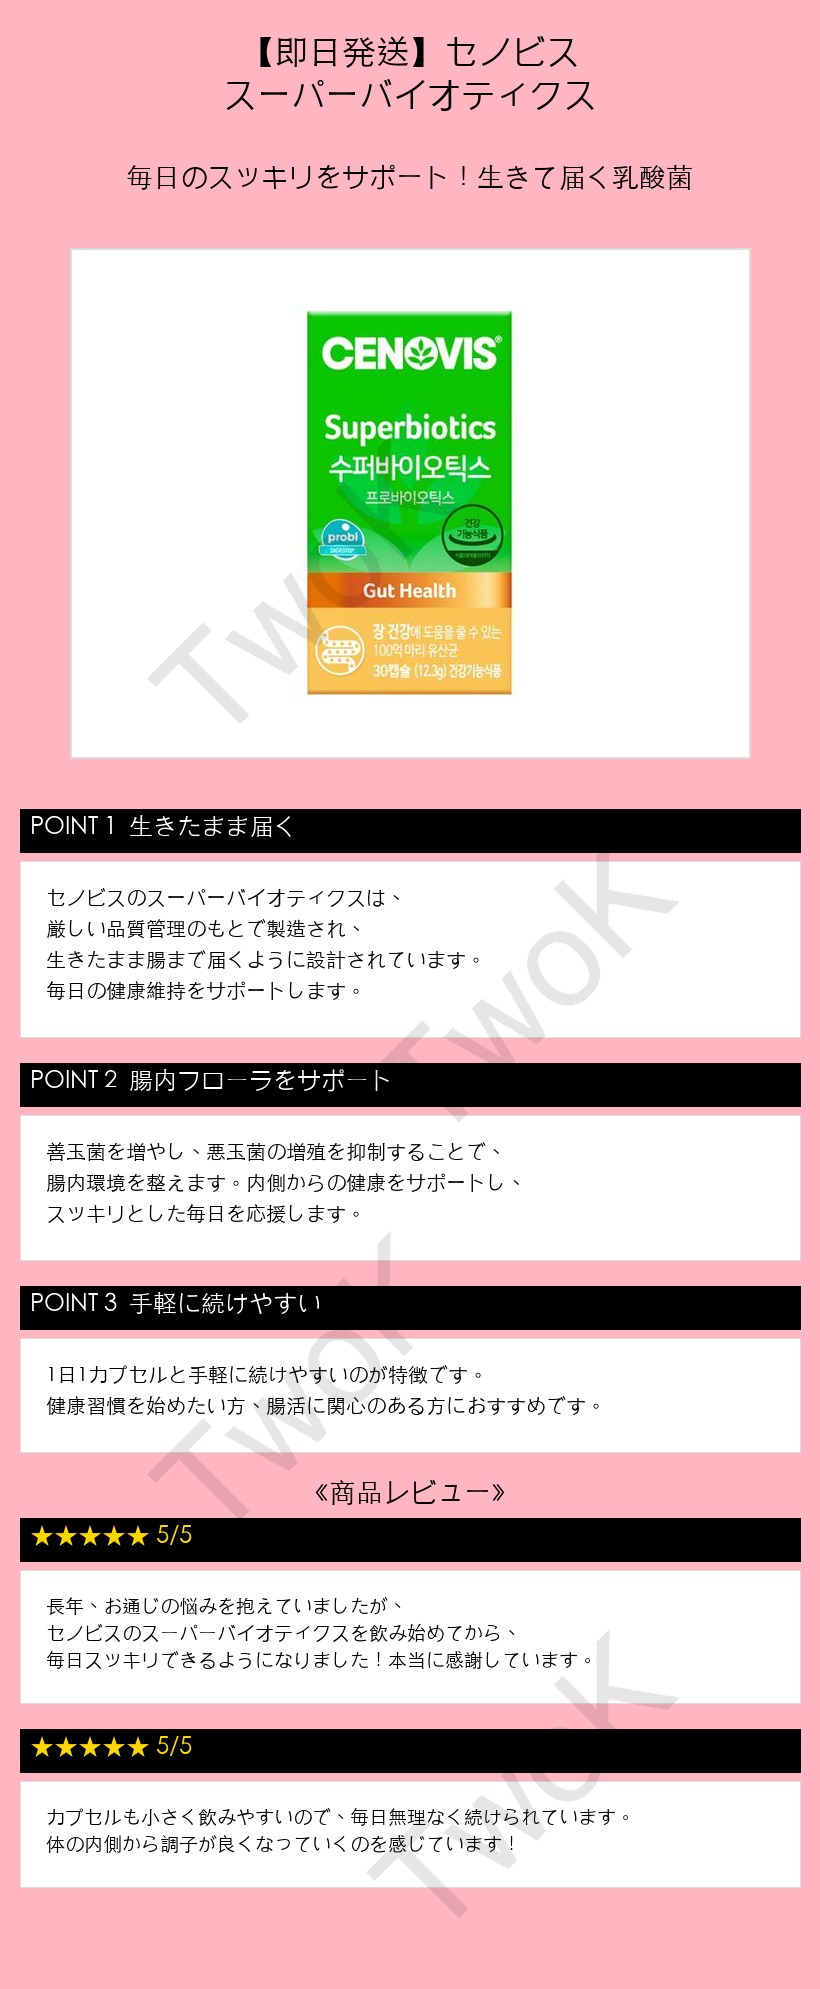 【即日発送】セノビス
スーパーバイオティクス
毎日のスッキリをサポート！生きて届く乳酸菌
CENOVIS®
Superbiotics
수퍼바이오틱스
프로바이오틱스
probi
DIGESTIS®
건강
기능식품
Gut Health
장 건강에 도움을 줄 수 있는
100억 마리 유산균
30캡슐 (12.3g) 건강기능식품
TwoK
POINT 1 生きたまま届く
セノビスのスーパーバイオティクスは、
厳しい品質管理のもとで製造され、
生きたまま腸まで届くように設計されています。
毎日の健康維持をサポートします。
TwoK
POINT 2 腸内フローラをサポート
善玉菌を増やし、悪玉菌の増殖を抑制することで、
腸内環境を整えます。内側からの健康をサポートし、
スッキリとした毎日を応援します。
POINT 3 手軽に続けやすい
1日1カプセルと手軽に続けやすいのが特徴です。
健康習慣を始めたい方、腸活に関心のある方におすすめです。
TwoK
《商品レビュー》
★★★★★ 5/5
長年、お通じの悩みを抱えていましたが、
セノビスのスーパーバイオティクスを飲み始めてから、
毎日スッキリできるようになりました！本当に感謝しています。
★★★★★ 5/5
カプセルも小さく飲みやすいので、毎日無理なく続けられています。
体の内側から調子が良くなっていくのを感じています！
TwoK